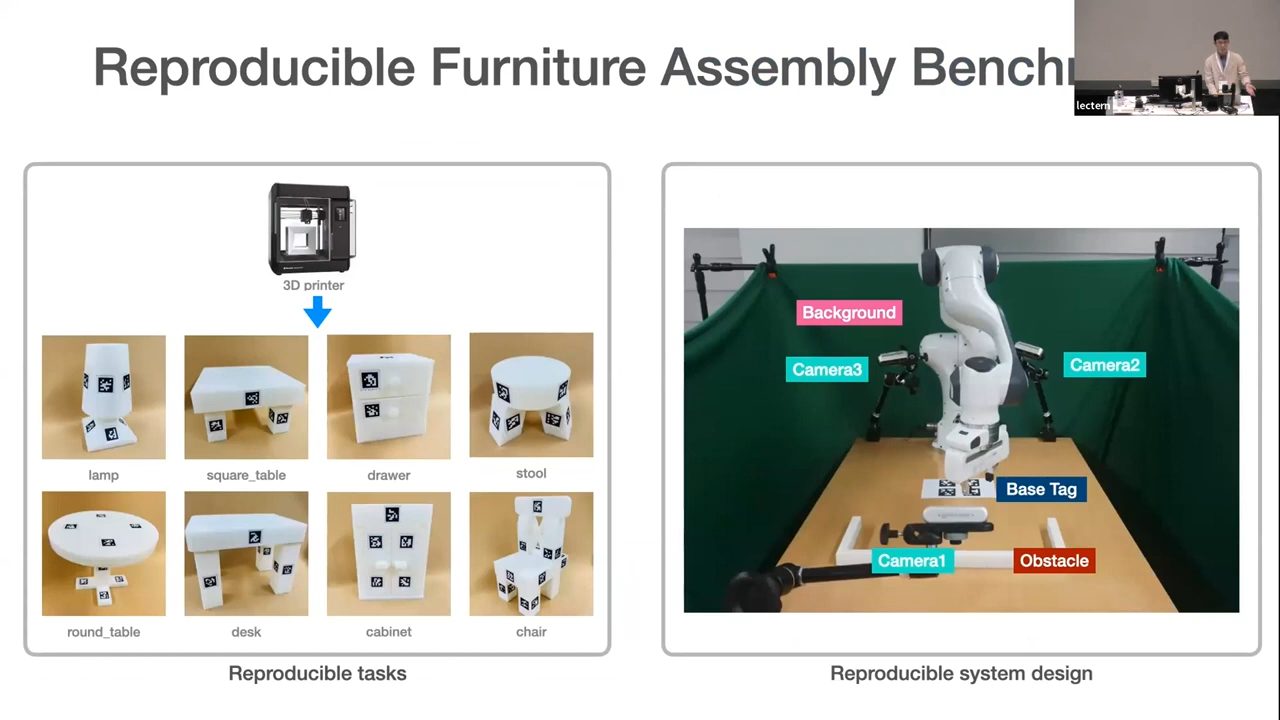 Reproducible Furniture Assembly Bench
lectern
3D printer
lamp
square_table
drawer
stool
round_table
desk
cabinet
chair
Reproducible tasks
Background
Camera3
Camera2
Base Tag
Camera1
Obstacle
Reproducible system design